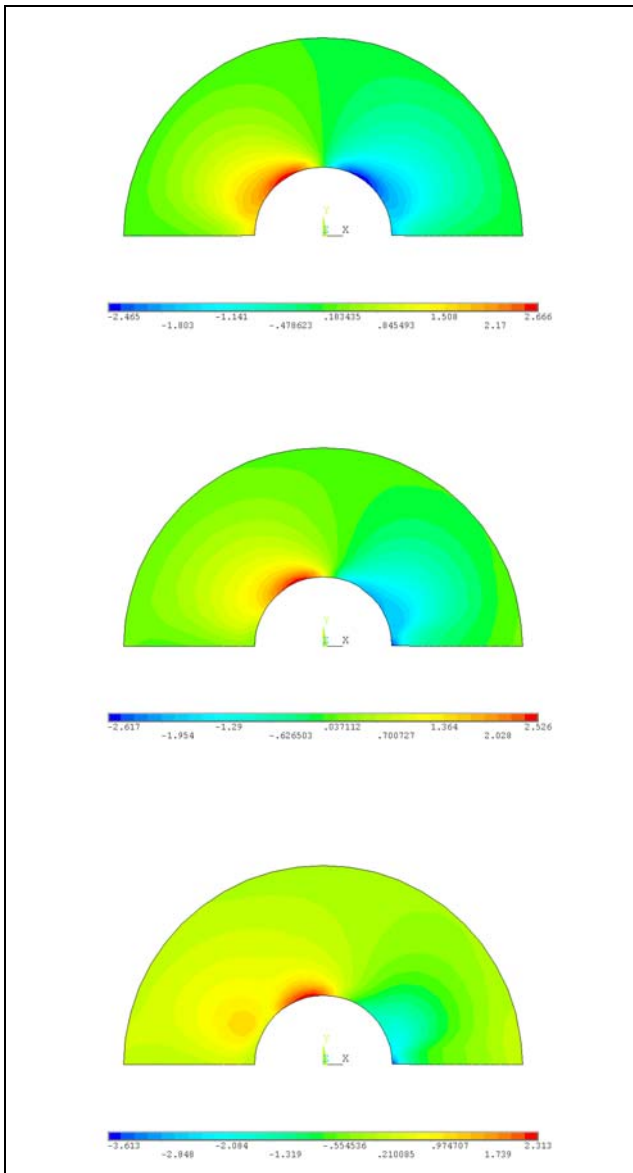 Y
Z X
-2.465 -1.141 .183435 1.508 2.666
-1.803 -.478623 .845493 2.17
Y
Z X
-2.617 -1.29 .037112 1.364 2.526
-1.954 -.626503 .700727 2.028
Y
Z X
-3.613 -2.084 -.554536 .974707 2.313
-2.848 -1.319 .210085 1.739